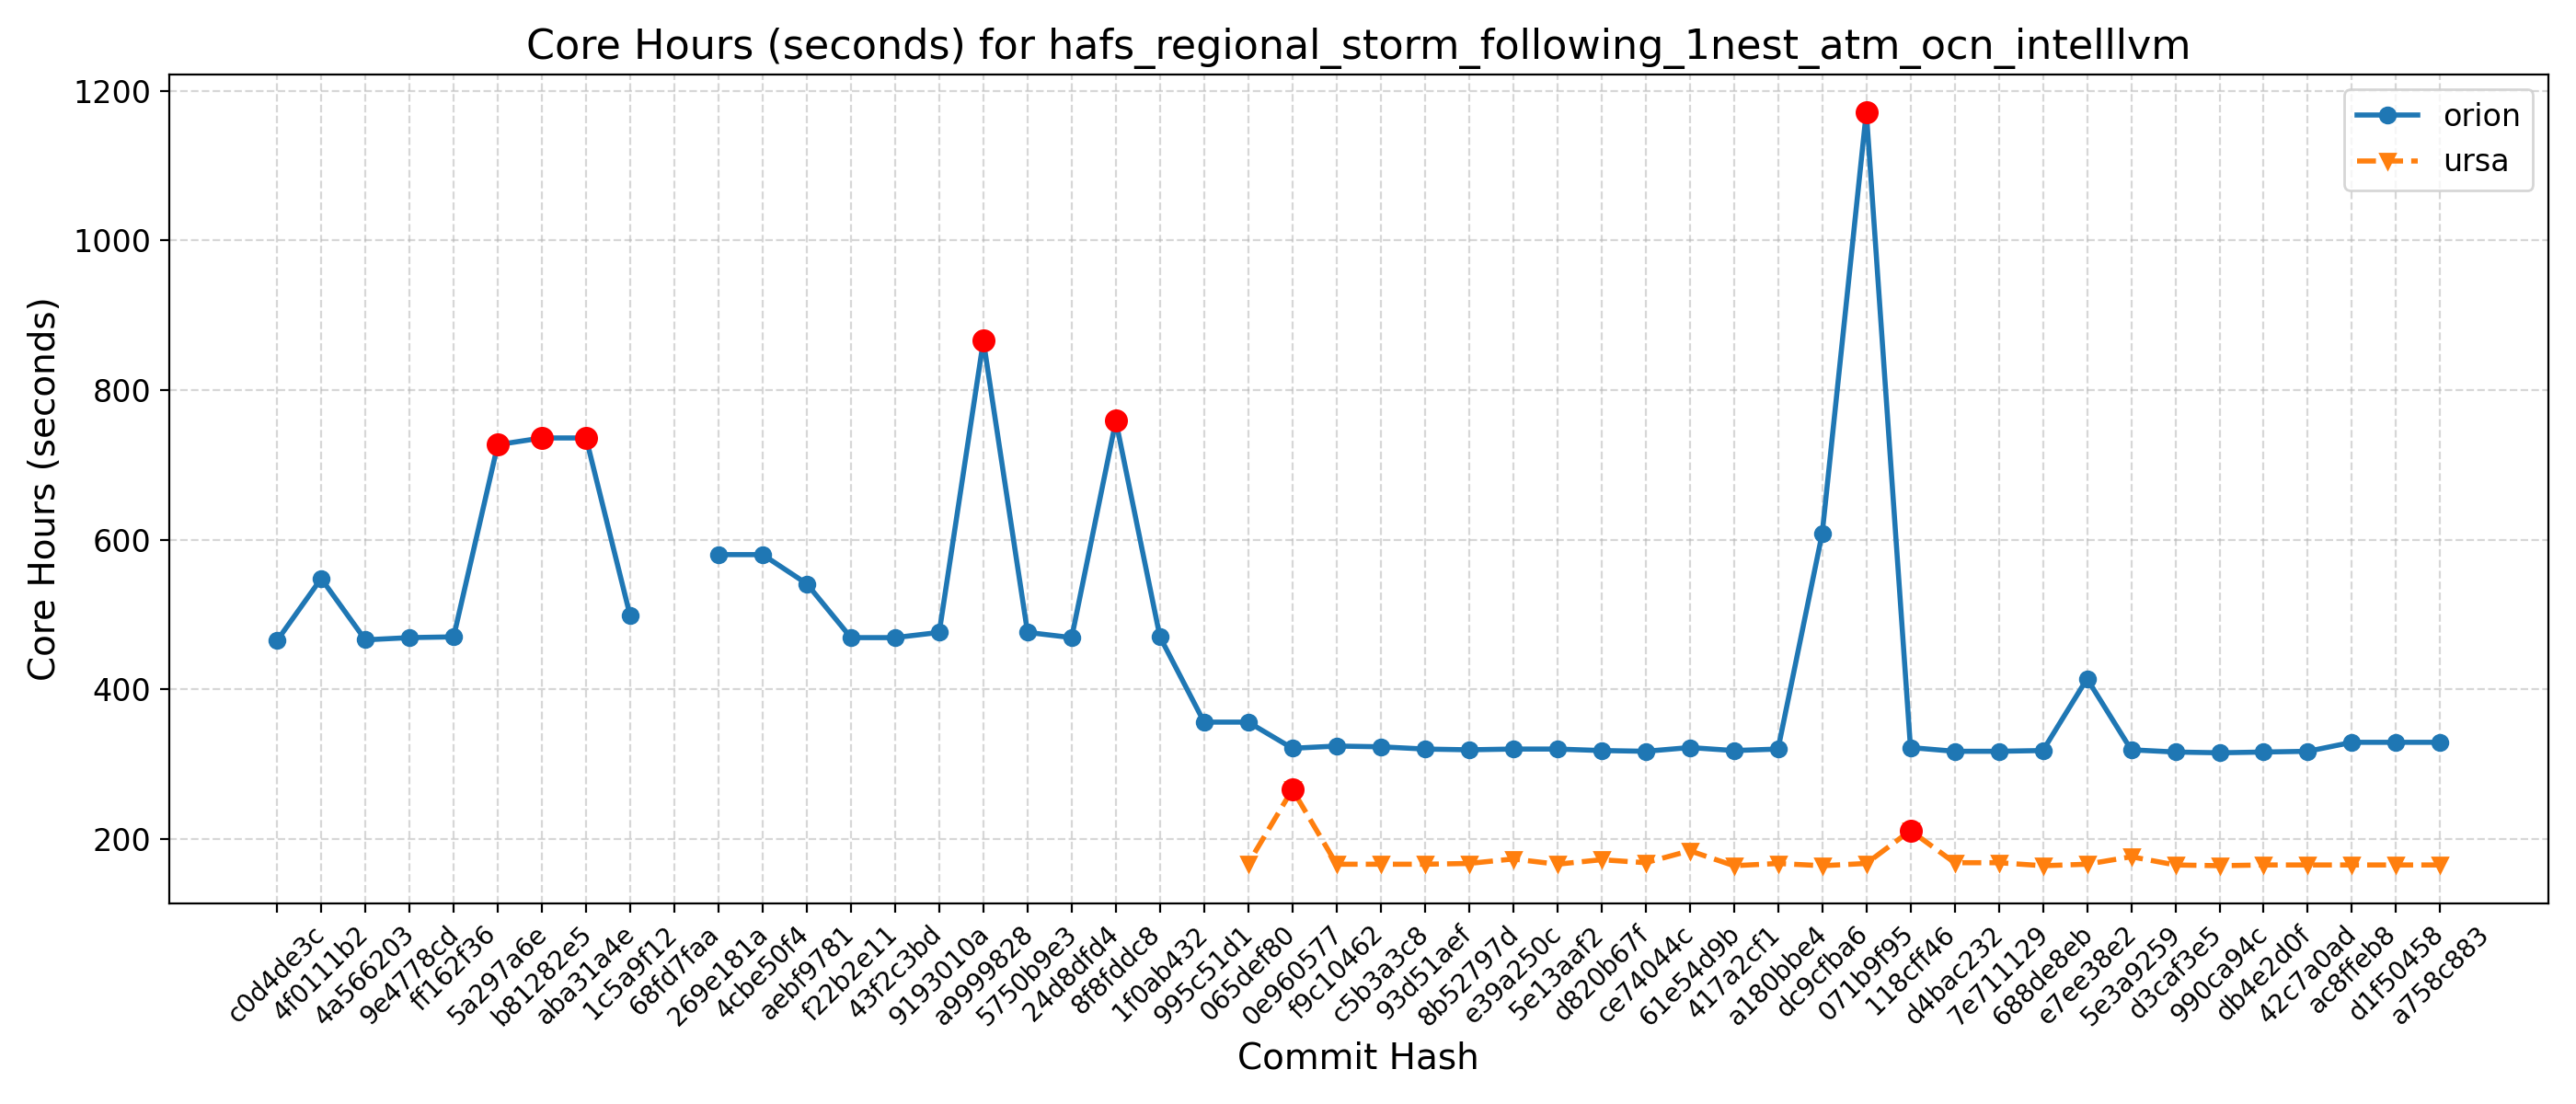 Core Hours (seconds) for hafs_regional_storm_following_1nest_atm_ocn_intelllvm
Core Hours (seconds)
1200
1000
800
600
400
200
orion
ursa
c0d4de3c
4f0111b2
4a566203
9e4778cd
ff162f36
5a297a6e
b81282e5
aba31a4e
1c5a9f12
68fd7faa
269e181a
4cbe50f4
aebf9781
f22b2e11
43f2c3bd
9193010a
a9999828
5750b9e3
24d8dfd4
8f8fddc8
1f0ab432
995c51d1
065def80
0e960577
f9c10462
c5b3a3c8
93d51aef
8b52797d
e39a250c
5e13aaf2
d820b67f
ce74044c
61e54d9b
417a2cf1
a180bbe4
dc9cfba6
071b9f95
118cff46
d4bac232
7e711129
688de8eb
e7ee38e2
5e3a9259
d3caf3e5
990ca94c
db4e2d0f
42c7a0ad
ac8ffeb8
d1f50458
a758c883
Commit Hash